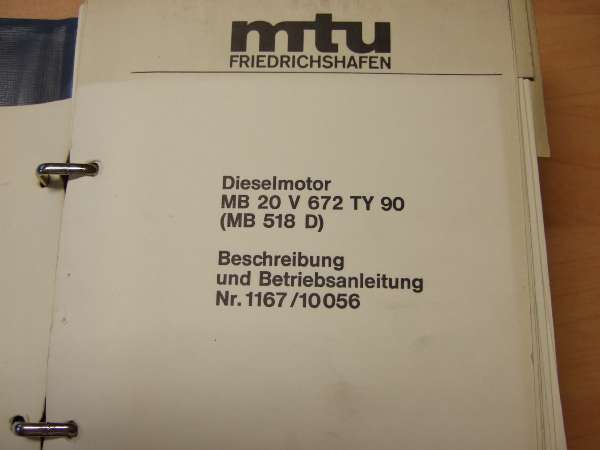 mtu
FRIEDRICHSHAFEN
Dieselmotor
MB 20 V 672 TY 90
(MB 518 D)
Beschreibung
und Betriebsanleitung
Nr. 1167/10056